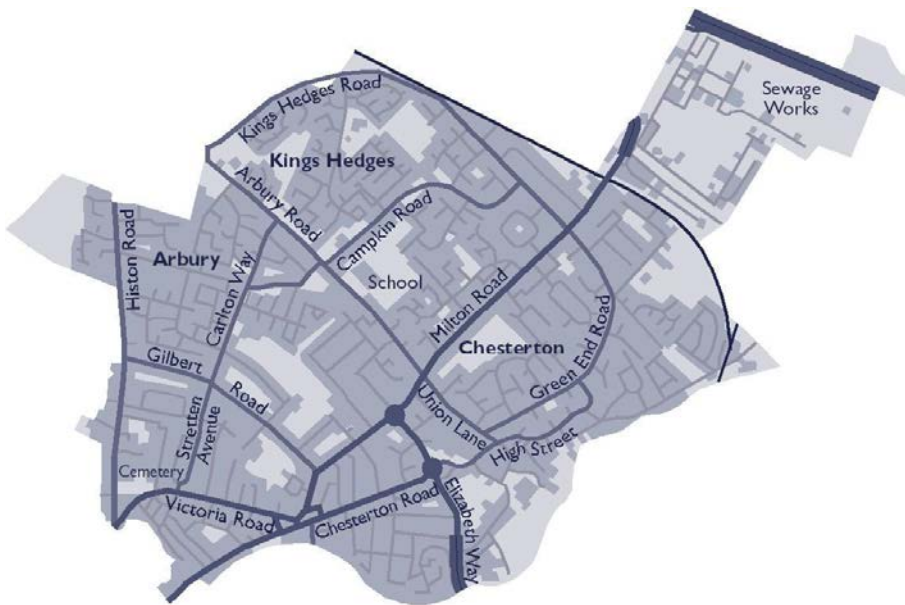 Sewage
Works
Kings Hedges Road
Kings Hedges
Arbury Road
Campkin Road
Histon Road
Arbury
Carlton Way
School
Milton Road
Chesterton
Green End Road
Gilbert
Road
Stretten
Avenue
Union Lane
High Street
Cemetery
Victoria Road
Chesterton Road
Elizabeth Way